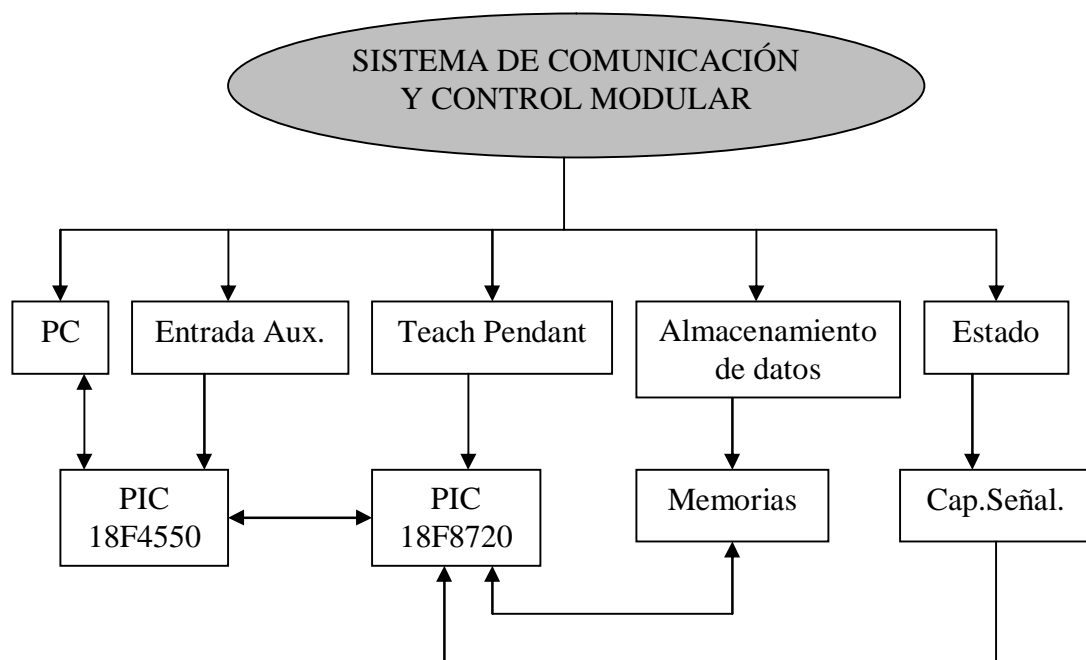 SISTEMA DE COMUNICACIÓN
Y CONTROL MODULAR
PC
Entrada Aux.
Teach Pendant
Almacenamiento
de datos
Estado
PIC
18F4550
PIC
18F8720
Memorias
Cap.Señal.